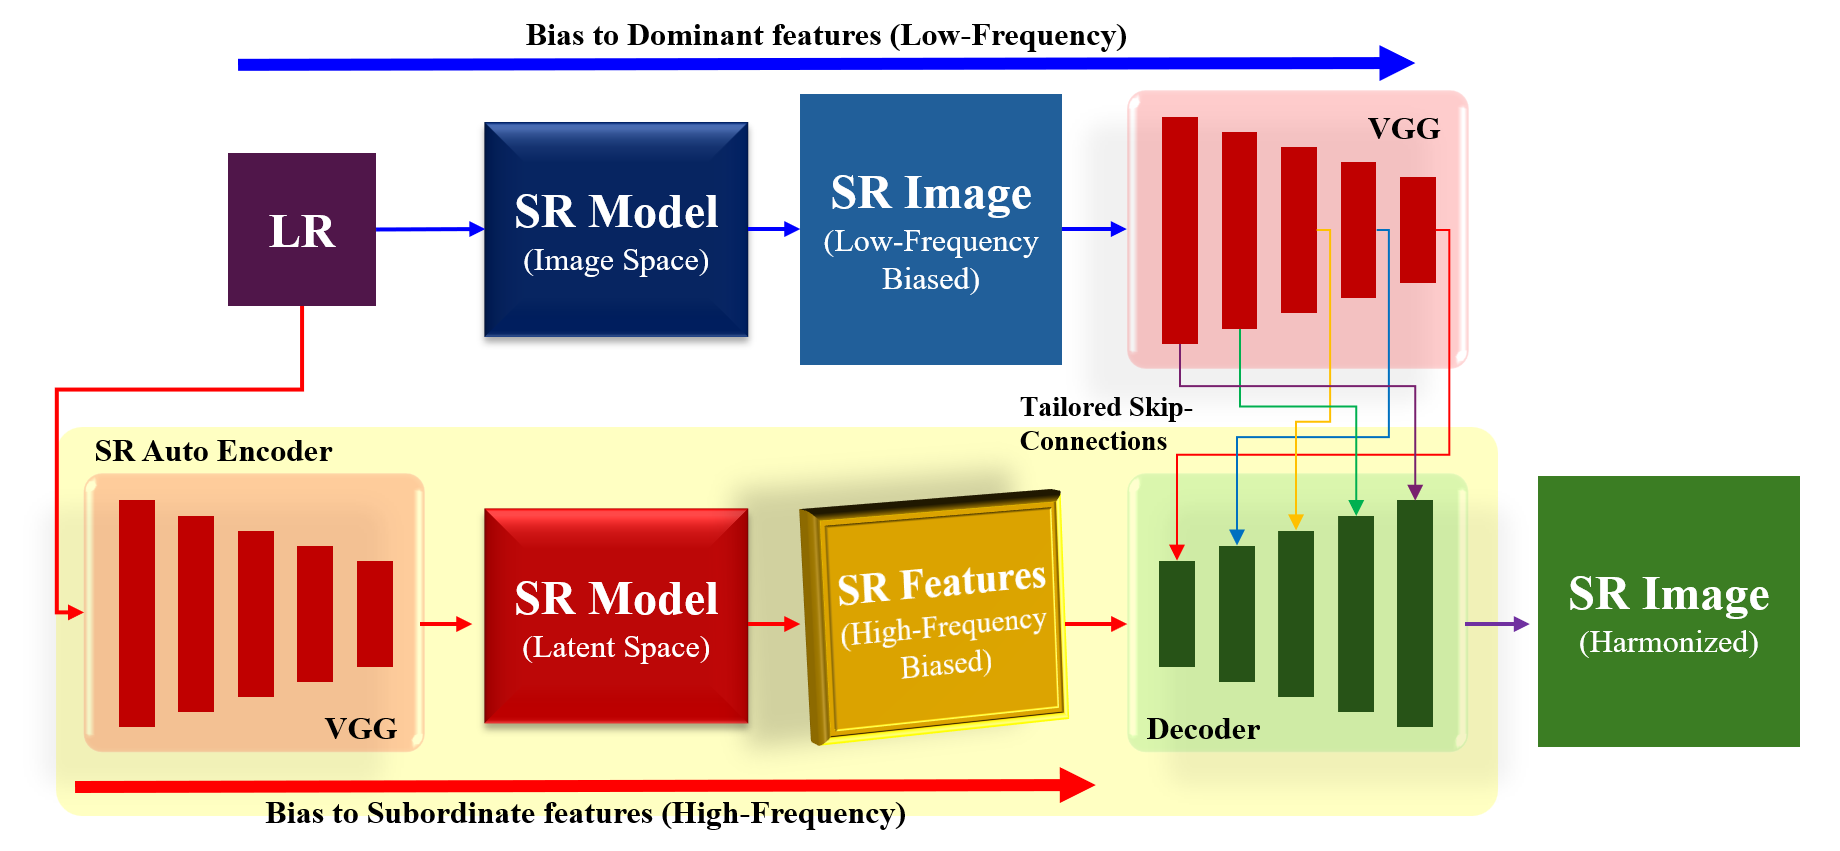 Bias to Dominant features (Low-Frequency)
VGG
LR
SR Model
(Image Space)
SR Image
(Low-Frequency
Biased)
Tailored Skip-
Connections
SR Auto Encoder
VGG
SR Model
(Latent Space)
SR Features
(High-Frequency
Biased)
Decoder
SR Image
(Harmonized)
Bias to Subordinate features (High-Frequency)